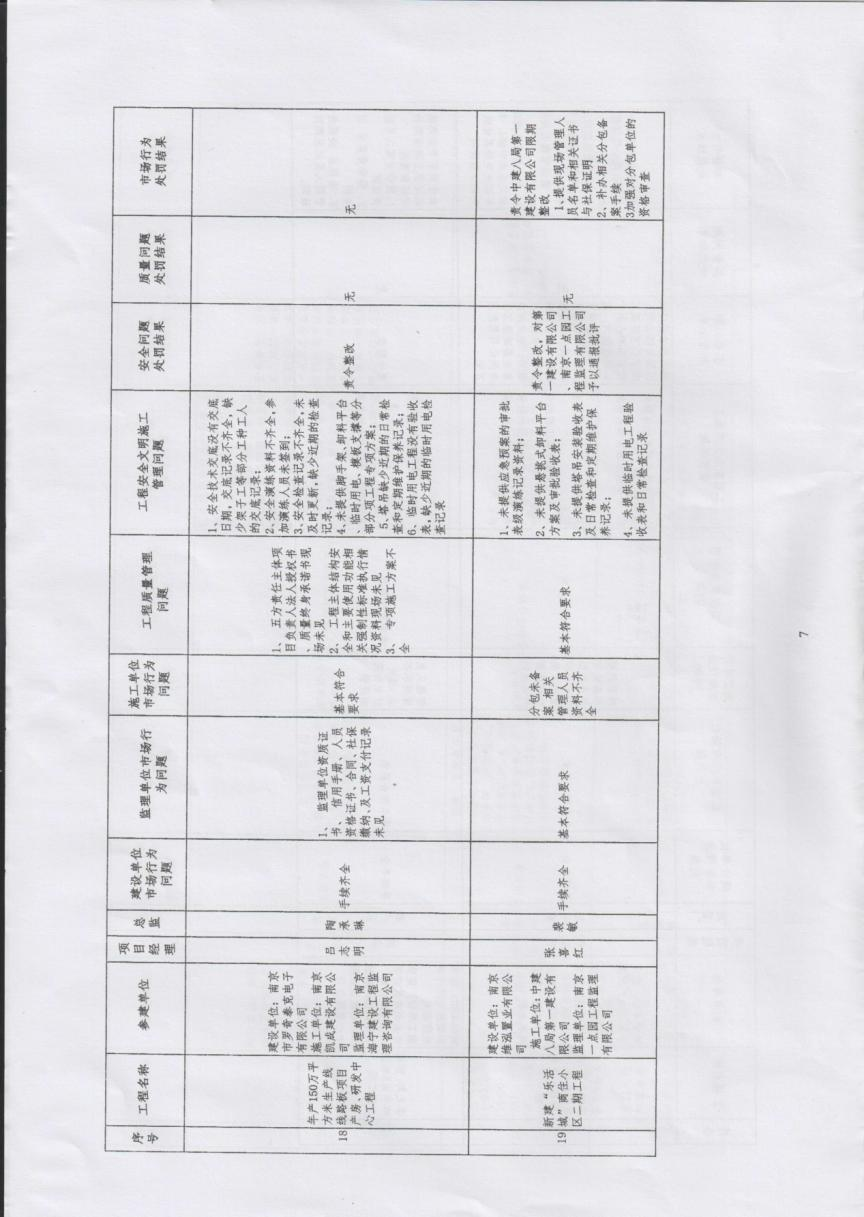 序
号
工程名称
参建单位
项
目
经
理
总
监
建设单位
市场行为
问题
监理单位市场行
为问题
施工单位
市场行为
问题
工程质量管理
问题
工程安全文明施工
管理问题
安全问题
处罚结果
质量问题
处罚结果
市场行为
处罚结果
18
年产150万平
方米生产线
线路板项目
产房、研发中
心工程
建设单位：南京
市罗奇泰克电子
有限公司
施工单位：南京
凯成建设有限公
司
监理单位：南京
海宁建设工程监
理咨询有限公司
吕
志
明
陶
承
琳
手续齐全
1、 监理单位资质证
书、 信用手册、人员
资格证书、合同、社保
缴纳、及工资支付记录
未见
基本符合
要求
1、 五方责任主体项
目负责人法人授权书
、质量终身承诺书现
场未见
2、 工程主体结构安
全和主要使用功能相
关强制性标准执行情
况资料现场未见
3、 专项施工方案不
全
1、安全技术交底没有交底
日期，交底记录不齐全，缺
少架子工等部分工种工人
的交底记录；
2、安全演练资料不齐全，参
加演练人员未签到；
3、安全检查记录不齐全，未
及时更新，缺少近期的检查
记录；
4、未提供脚手架、卸料平台
、临时用电、模板支撑等分
部分项工程专项方案；
5、塔吊缺少近期的日常检
查和定期维护保养记录；
6、临时用电工程没有验收
表，缺少近期的临时用电检
查记录
责令整改
无
无
19
新建“乐活
城”商住小
区二期工程
建设单位：南京
维泓置业有限公
司
施工单位：中建
八局第一建设有
限公司
监理单位：南京
一点园工程监理
有限公司
张
喜
红
裴
敏
手续齐全
基本符合要求
分包未备
案 相关
管理人员
资料不齐
全
基本符合要求
1、未提供应急预案的审批
表级演练记录资料；
2、未提供悬挑式卸料平台
方案及审批验收表；
3、未提供塔吊安装验收表
及日常检查和定期维护保
养记录；
4、未提供临时用电工程验
收表和日常检查记录
责令整改，对第
一建设有限公司
、南京一点园工
程监理有限公司
予以通报批评
无
责令中建八局第一
建设有限公司限期
整改
1、提供现场管理人
员名单和相关证书
与社保证明
2、补办相关分包备
案手续
3加强对分包单位的
资格审查
7